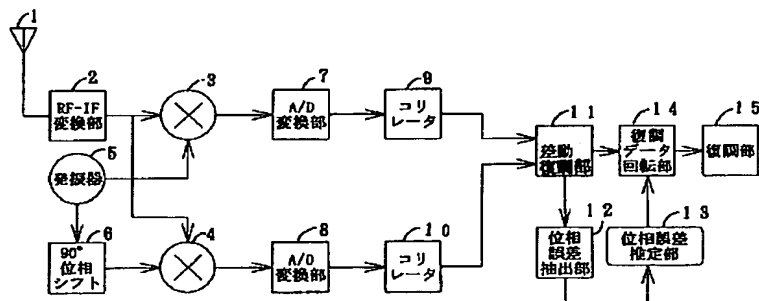 1
2
RF-IF
変換部
3
7
A/D
変換部
9
コリ
レータ
11
差動
復調部
14
復調
データ
回転部
15
復調部
5
発振器
6
90°
位相
シフト
4
8
A/D
変換部
10
コリ
レータ
12
位相
誤差
抽出部
13
位相誤差
推定部